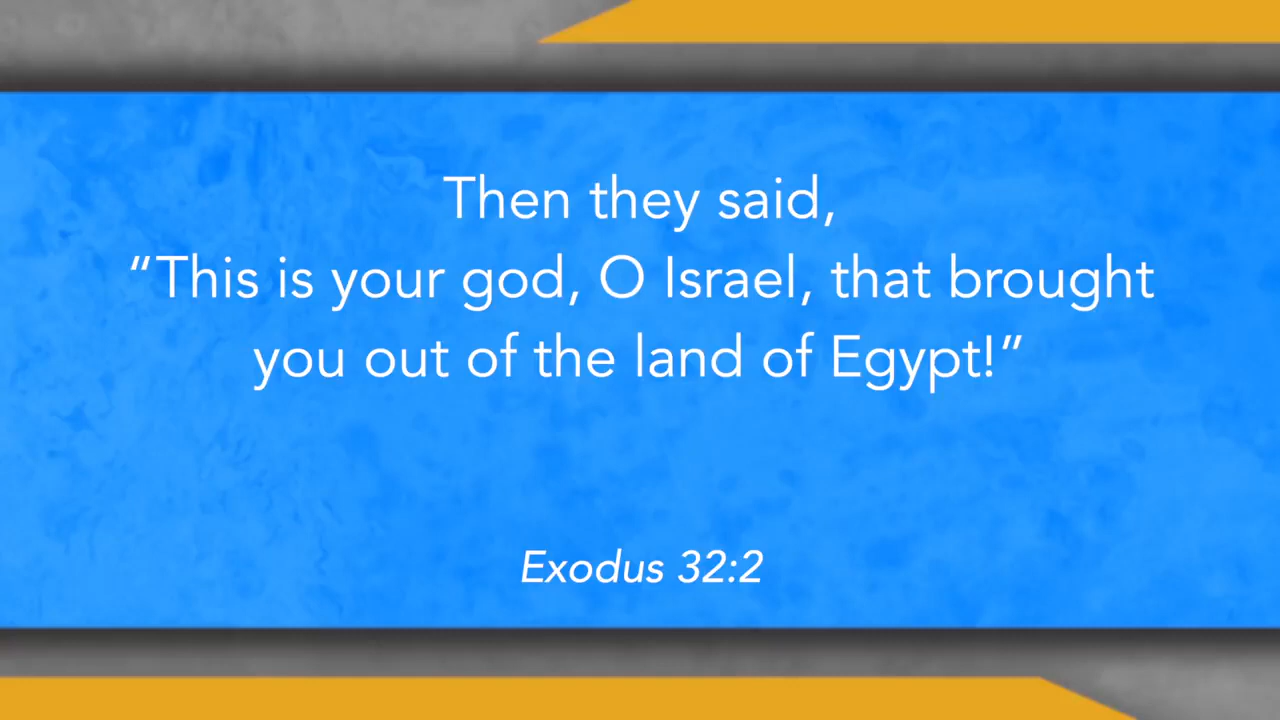 Then they said,
“This is your god, O Israel, that brought
you out of the land of Egypt!”
Exodus 32:2